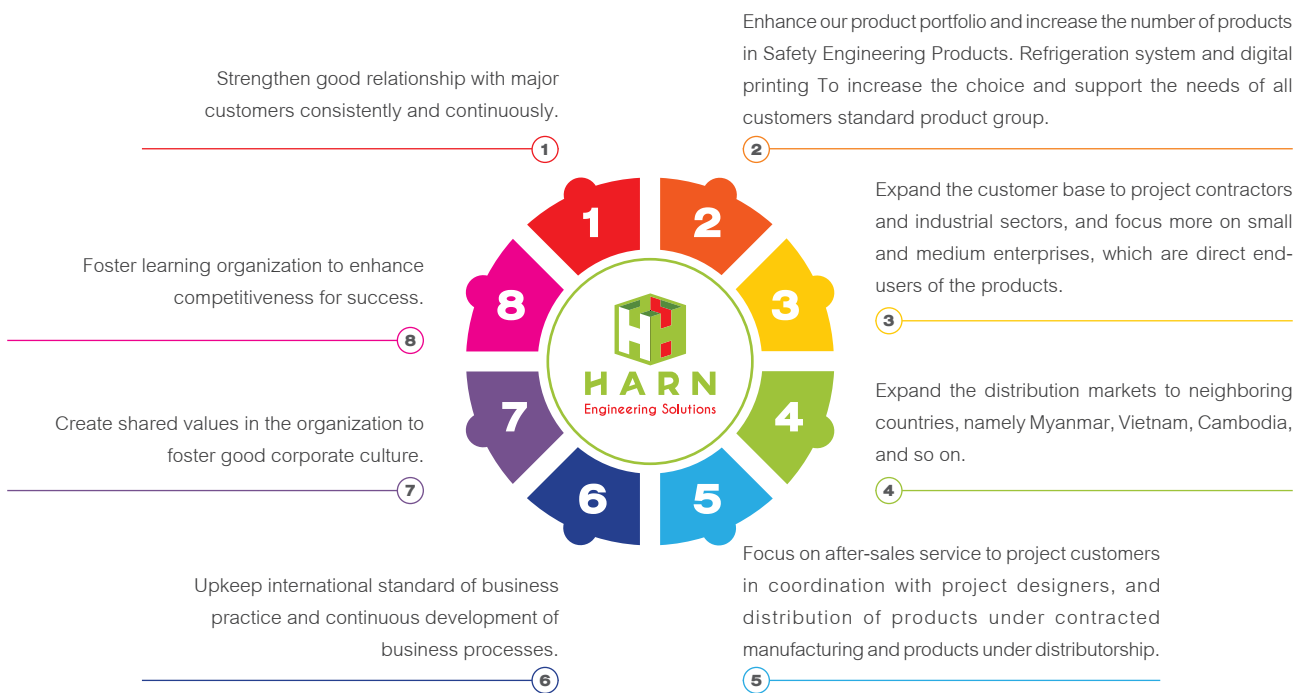 Strengthen good relationship with major
customers consistently and continuously.
1
Enhance our product portfolio and increase the number of products
in Safety Engineering Products. Refrigeration system and digital
printing To increase the choice and support the needs of all
customers standard product group.
2
Expand the customer base to project contractors
and industrial sectors, and focus more on small
and medium enterprises, which are direct end-
users of the products.
3
Expand the distribution markets to neighboring
countries, namely Myanmar, Vietnam, Cambodia,
and so on.
4
Focus on after-sales service to project customers
in coordination with project designers, and
distribution of products under contracted
manufacturing and products under distributorship.
5
Upkeep international standard of business
practice and continuous development of
business processes.
6
Create shared values in the organization to
foster good corporate culture.
7
Foster learning organization to enhance
competitiveness for success.
8
1
2
3
4
5
6
7
8
HH
HARN
Engineering Solutions